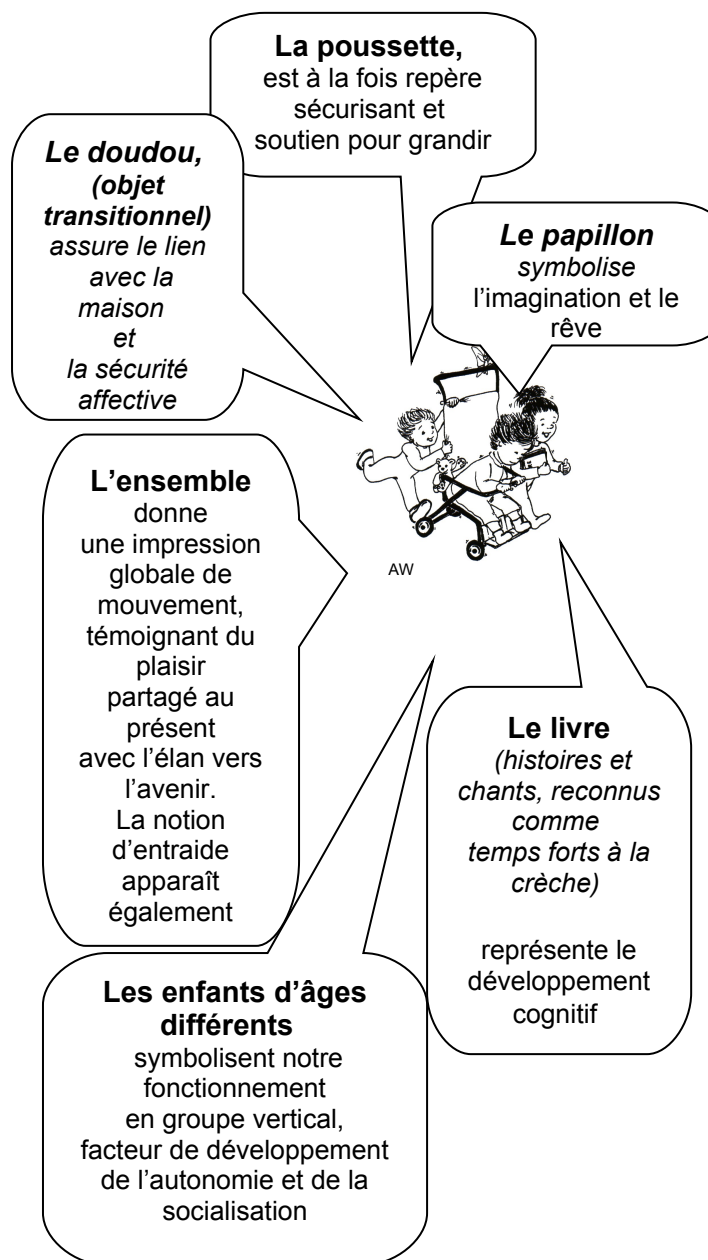 La poussette,
est à la fois repère
sécurisant et
soutien pour grandir
Le doudou,
(objet
transitionnel)
assure le lien
avec la
maison
et
la sécurité
affective
Le papillon
symbolise
l’imagination et le
rêve
L’ensemble
donne
une impression
globale de
mouvement,
témoignant du
plaisir
partagé au
présent
avec l’élan vers
l’avenir.
La notion
d’entraide
apparaît
également
AW
Le livre
(histoires et
chants, reconnus
comme
temps forts à la
crèche)
représente le
développement
cognitif
Les enfants d’âges
différents
symbolisent notre
fonctionnement
en groupe vertical,
facteur de développement
de l’autonomie et de la
socialisation